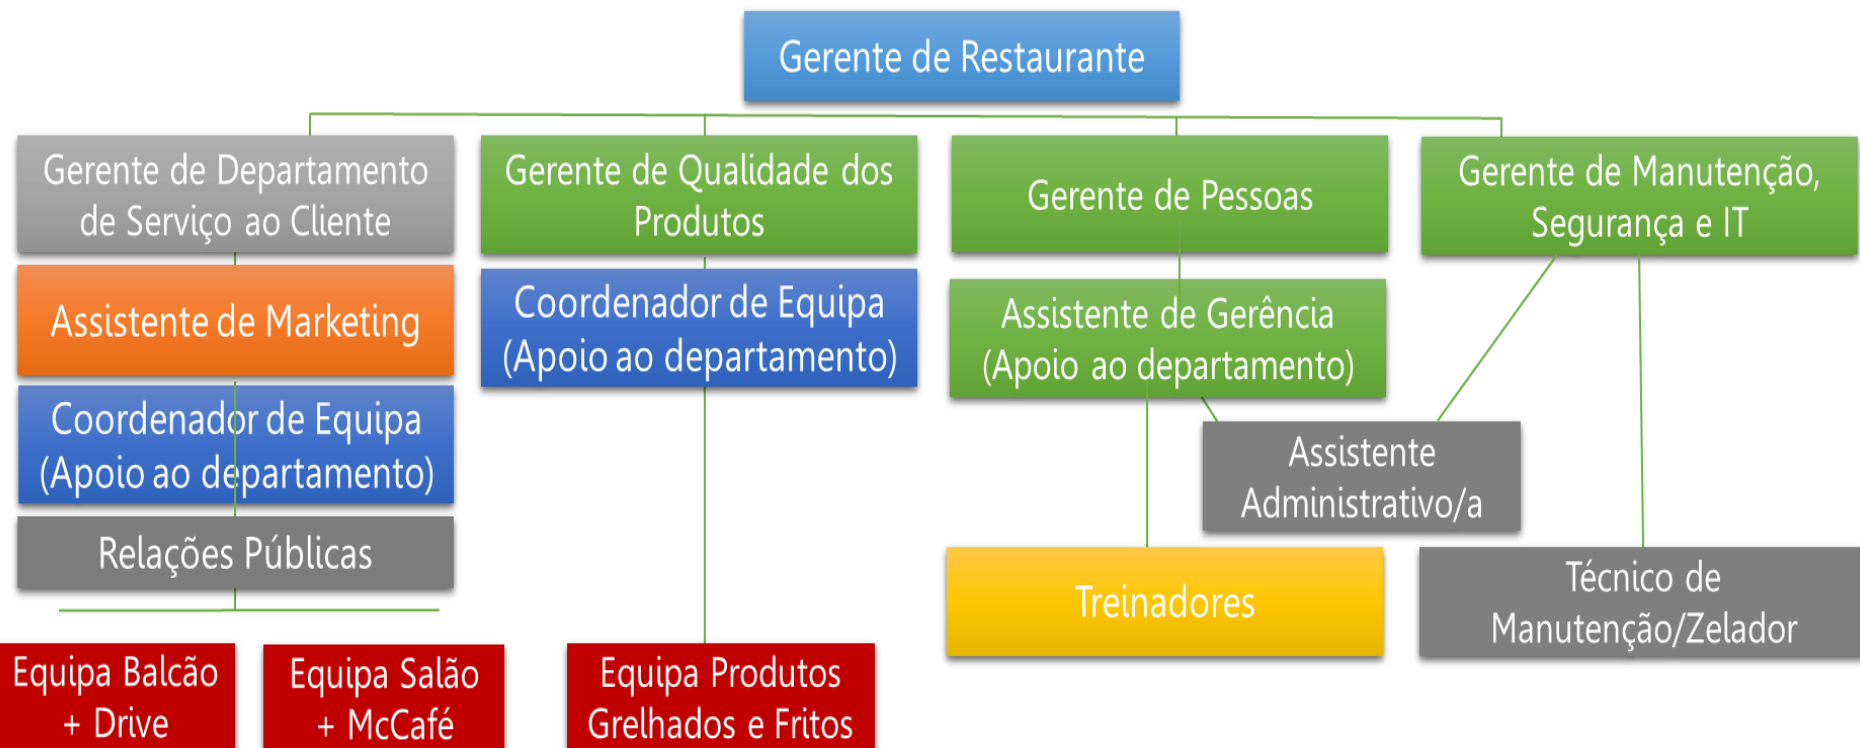 Gerente de Restaurante
Gerente de Departamento
de Serviço ao Cliente
Gerente de Qualidade dos
Produtos
Gerente de Pessoas
Gerente de Manutenção,
Segurança e IT
Assistente de Marketing
Coordenador de Equipa
(Apoio ao departamento)
Assistente de Gerência
(Apoio ao departamento)
Coordenador de Equipa
(Apoio ao departamento)
Assistente
Administrativo/a
Relações Públicas
Treinadores
Técnico de
Manutenção/Zelador
Equipa Balcão
+ Drive
Equipa Salão
+ McCafé
Equipa Produtos
Grelhados e Fritos